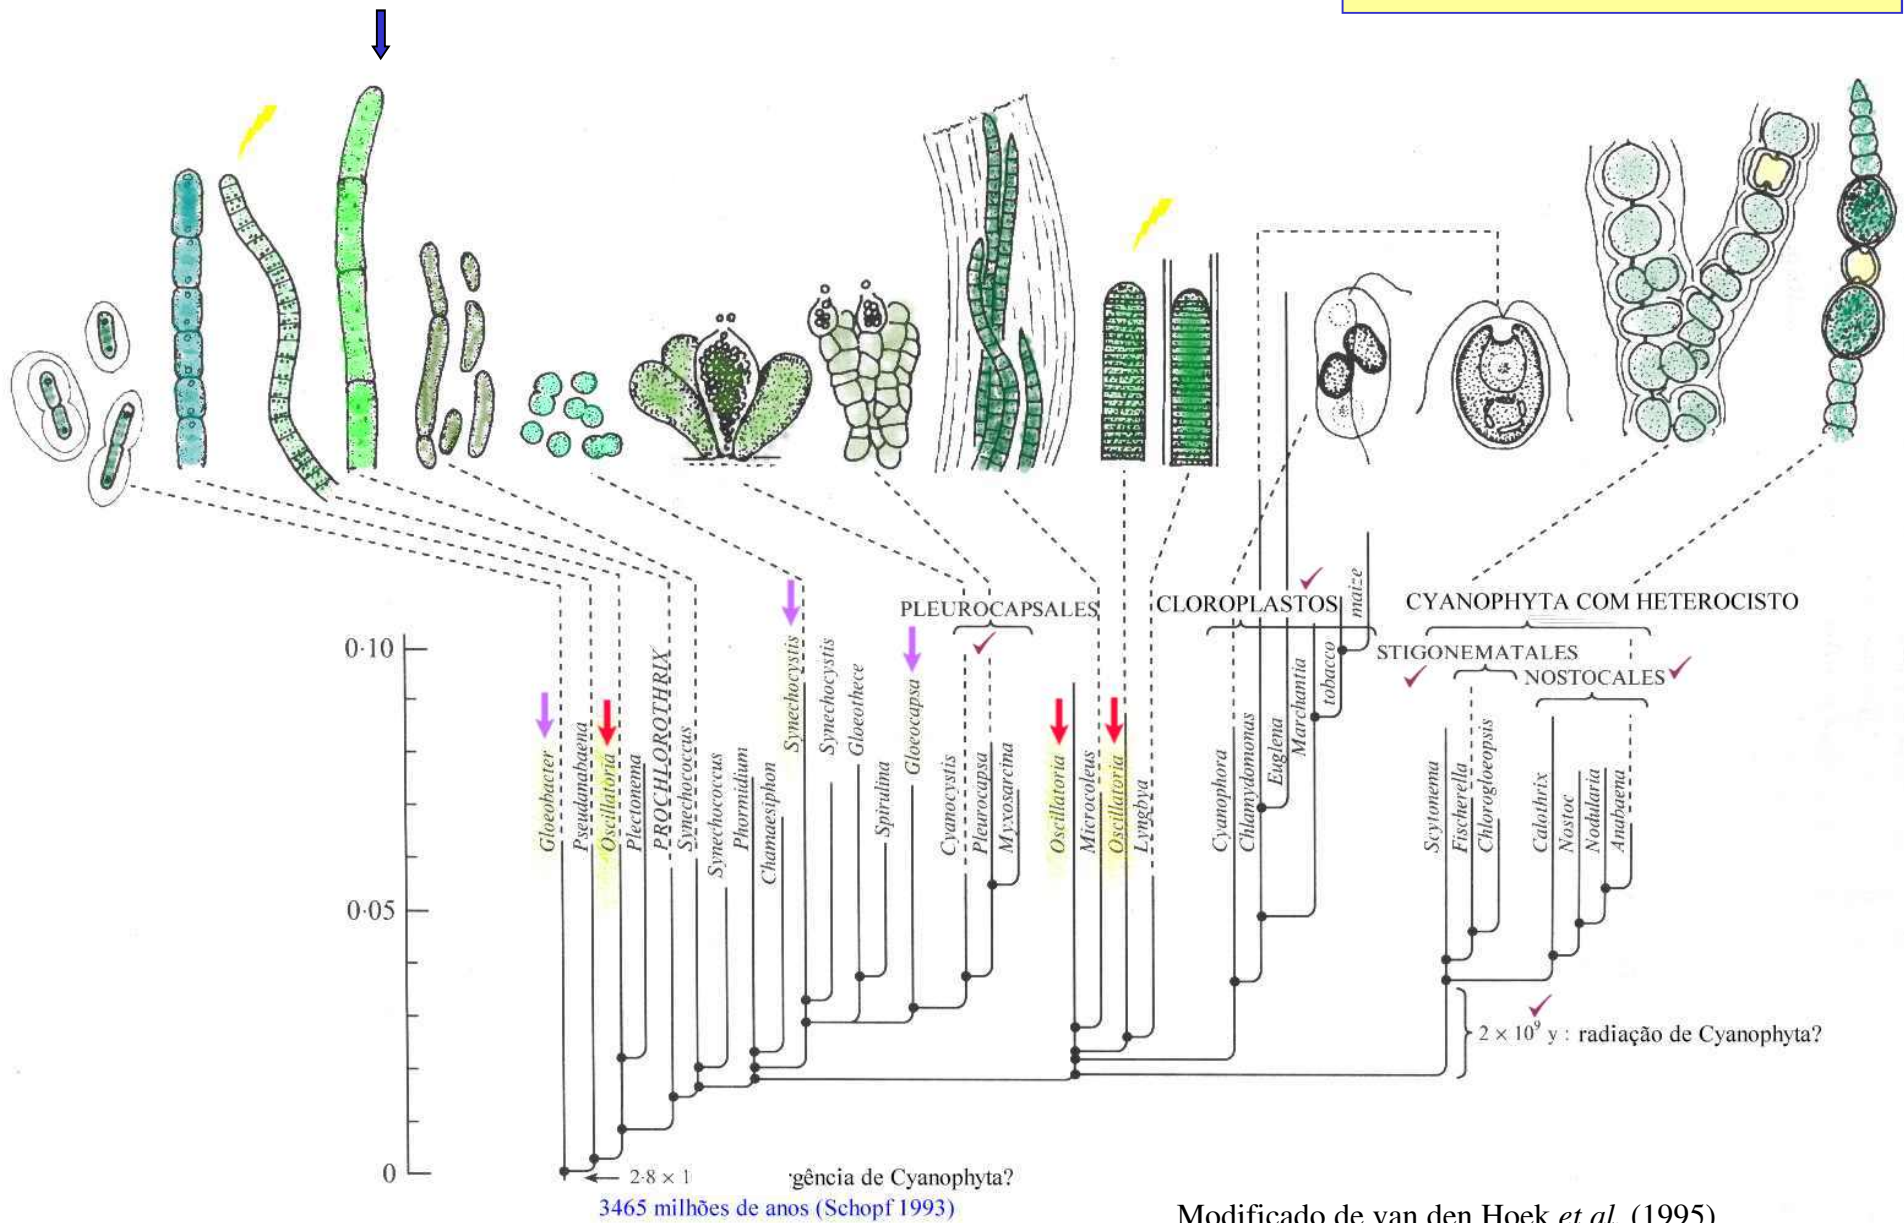 PLEUROCAPSALES
CLOROPLASTOS
CYANOPHYTA COM HETEROCISTO
STIGONEMATALES
NOSTOCALES
0·10
0·05
0
Gloeobacter
Pseudanabaena
Oscillatoria
Plectonema
PROCHLOROTHRIX
Synechococcus
Synechococcus
Phormidium
Chamaesiphon
Synechocystis
Synechocystis
Gloeothece
Spirulina
Gloeocapsa
Cyanocystis
Pleurocapsa
Myxosarcina
Oscillatoria
Microcoleus
Oscillatoria
Lyngbya
Cyanophora
Chlamydomonas
Euglena
Marchantia
tobacco
maize
Scytonema
Fischerella
Chlorogloeopsis
Calothrix
Nostoc
Nodularia
Anabaena
2 × 10⁹ y : radiação de Cyanophyta?
2·8 × 1 gência de Cyanophyta?
3465 milhões de anos (Schopf 1993)
Modificado de van den Hoek et al. (1995)